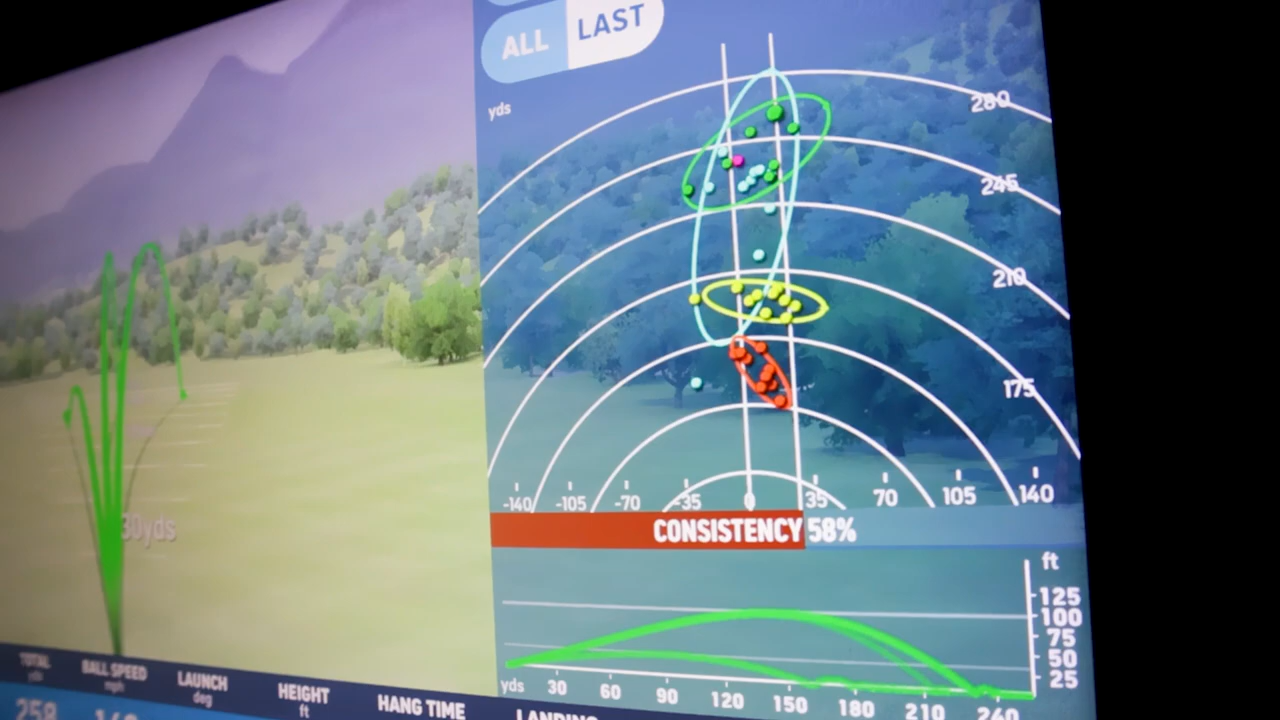 ALL LAST
yds
280
245
210
175
-140 -105 -70 -35 0 35 70 105 140
CONSISTENCY 58%
30yds
ft
125
100
75
50
25
yds 30 60 90 120 150 180 210 240
TOTAL BALL SPEED LAUNCH HEIGHT HANG TIME
yds mph deg ft
258